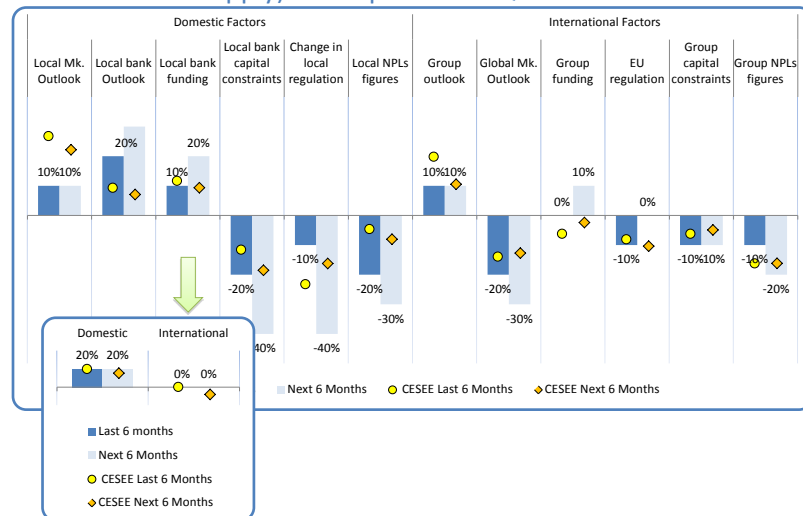 Domestic Factors
International Factors
Local Mk. Outlook
Local bank Outlook
Local bank funding
Local bank capital constraints
Change in local regulation
Local NPLs figures
Group outlook
Global Mk. Outlook
Group funding
EU regulation
Group capital constraints
Group NPLs figures
10% 10%
20%
10% 20%
-20%
-10% -40%
-20% -30%
10% 10%
-20% -30%
0% 10%
-10% 0%
-10% 10%
-10% -20%
40%
Next 6 Months
CESEE Last 6 Months
CESEE Next 6 Months
Domestic
International
20% 20%
0% 0%
Last 6 months
Next 6 Months
CESEE Last 6 Months
CESEE Next 6 Months